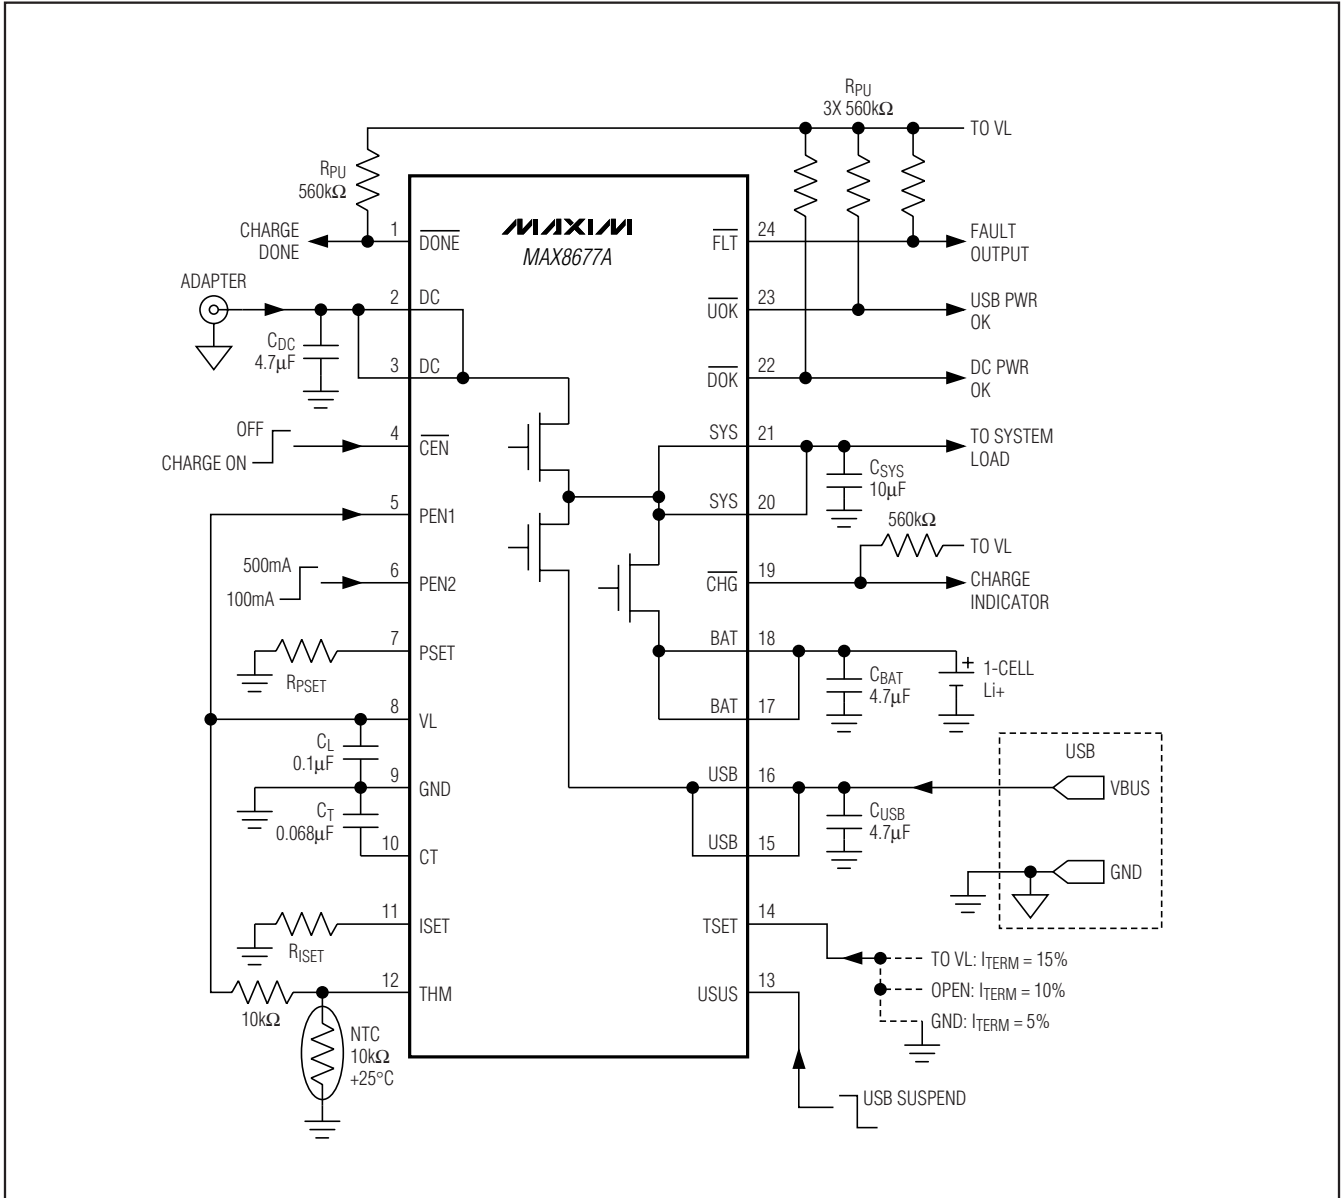 RPU
3X 560kΩ
TO VL
RPU
560kΩ
MAXIM
MAX8677A
CHARGE
DONE
1
DONE
ADAPTER
2
DC
CDC
4.7µF
3
DC
OFF
CHARGE ON
4
CEN
5
PEN1
500mA
100mA
6
PEN2
7
PSET
RPSET
8
VL
CL
0.1µF
9
GND
CT
0.068µF
10
CT
11
ISET
RISET
12
THM
10kΩ
NTC
10kΩ
+25°C
FLT
24
FAULT
OUTPUT
UOK
23
USB PWR
OK
DOK
22
DC PWR
OK
SYS
21
TO SYSTEM
LOAD
CSYS
10µF
SYS
20
560kΩ
TO VL
CHG
19
CHARGE
INDICATOR
BAT
18
CBAT
4.7µF
+
1-CELL
Li+
BAT
17
USB
USB
16
VBUS
CUSB
4.7µF
USB
15
GND
TSET
14
TO VL: ITERM = 15%
OPEN: ITERM = 10%
GND: ITERM = 5%
USUS
13
USB SUSPEND